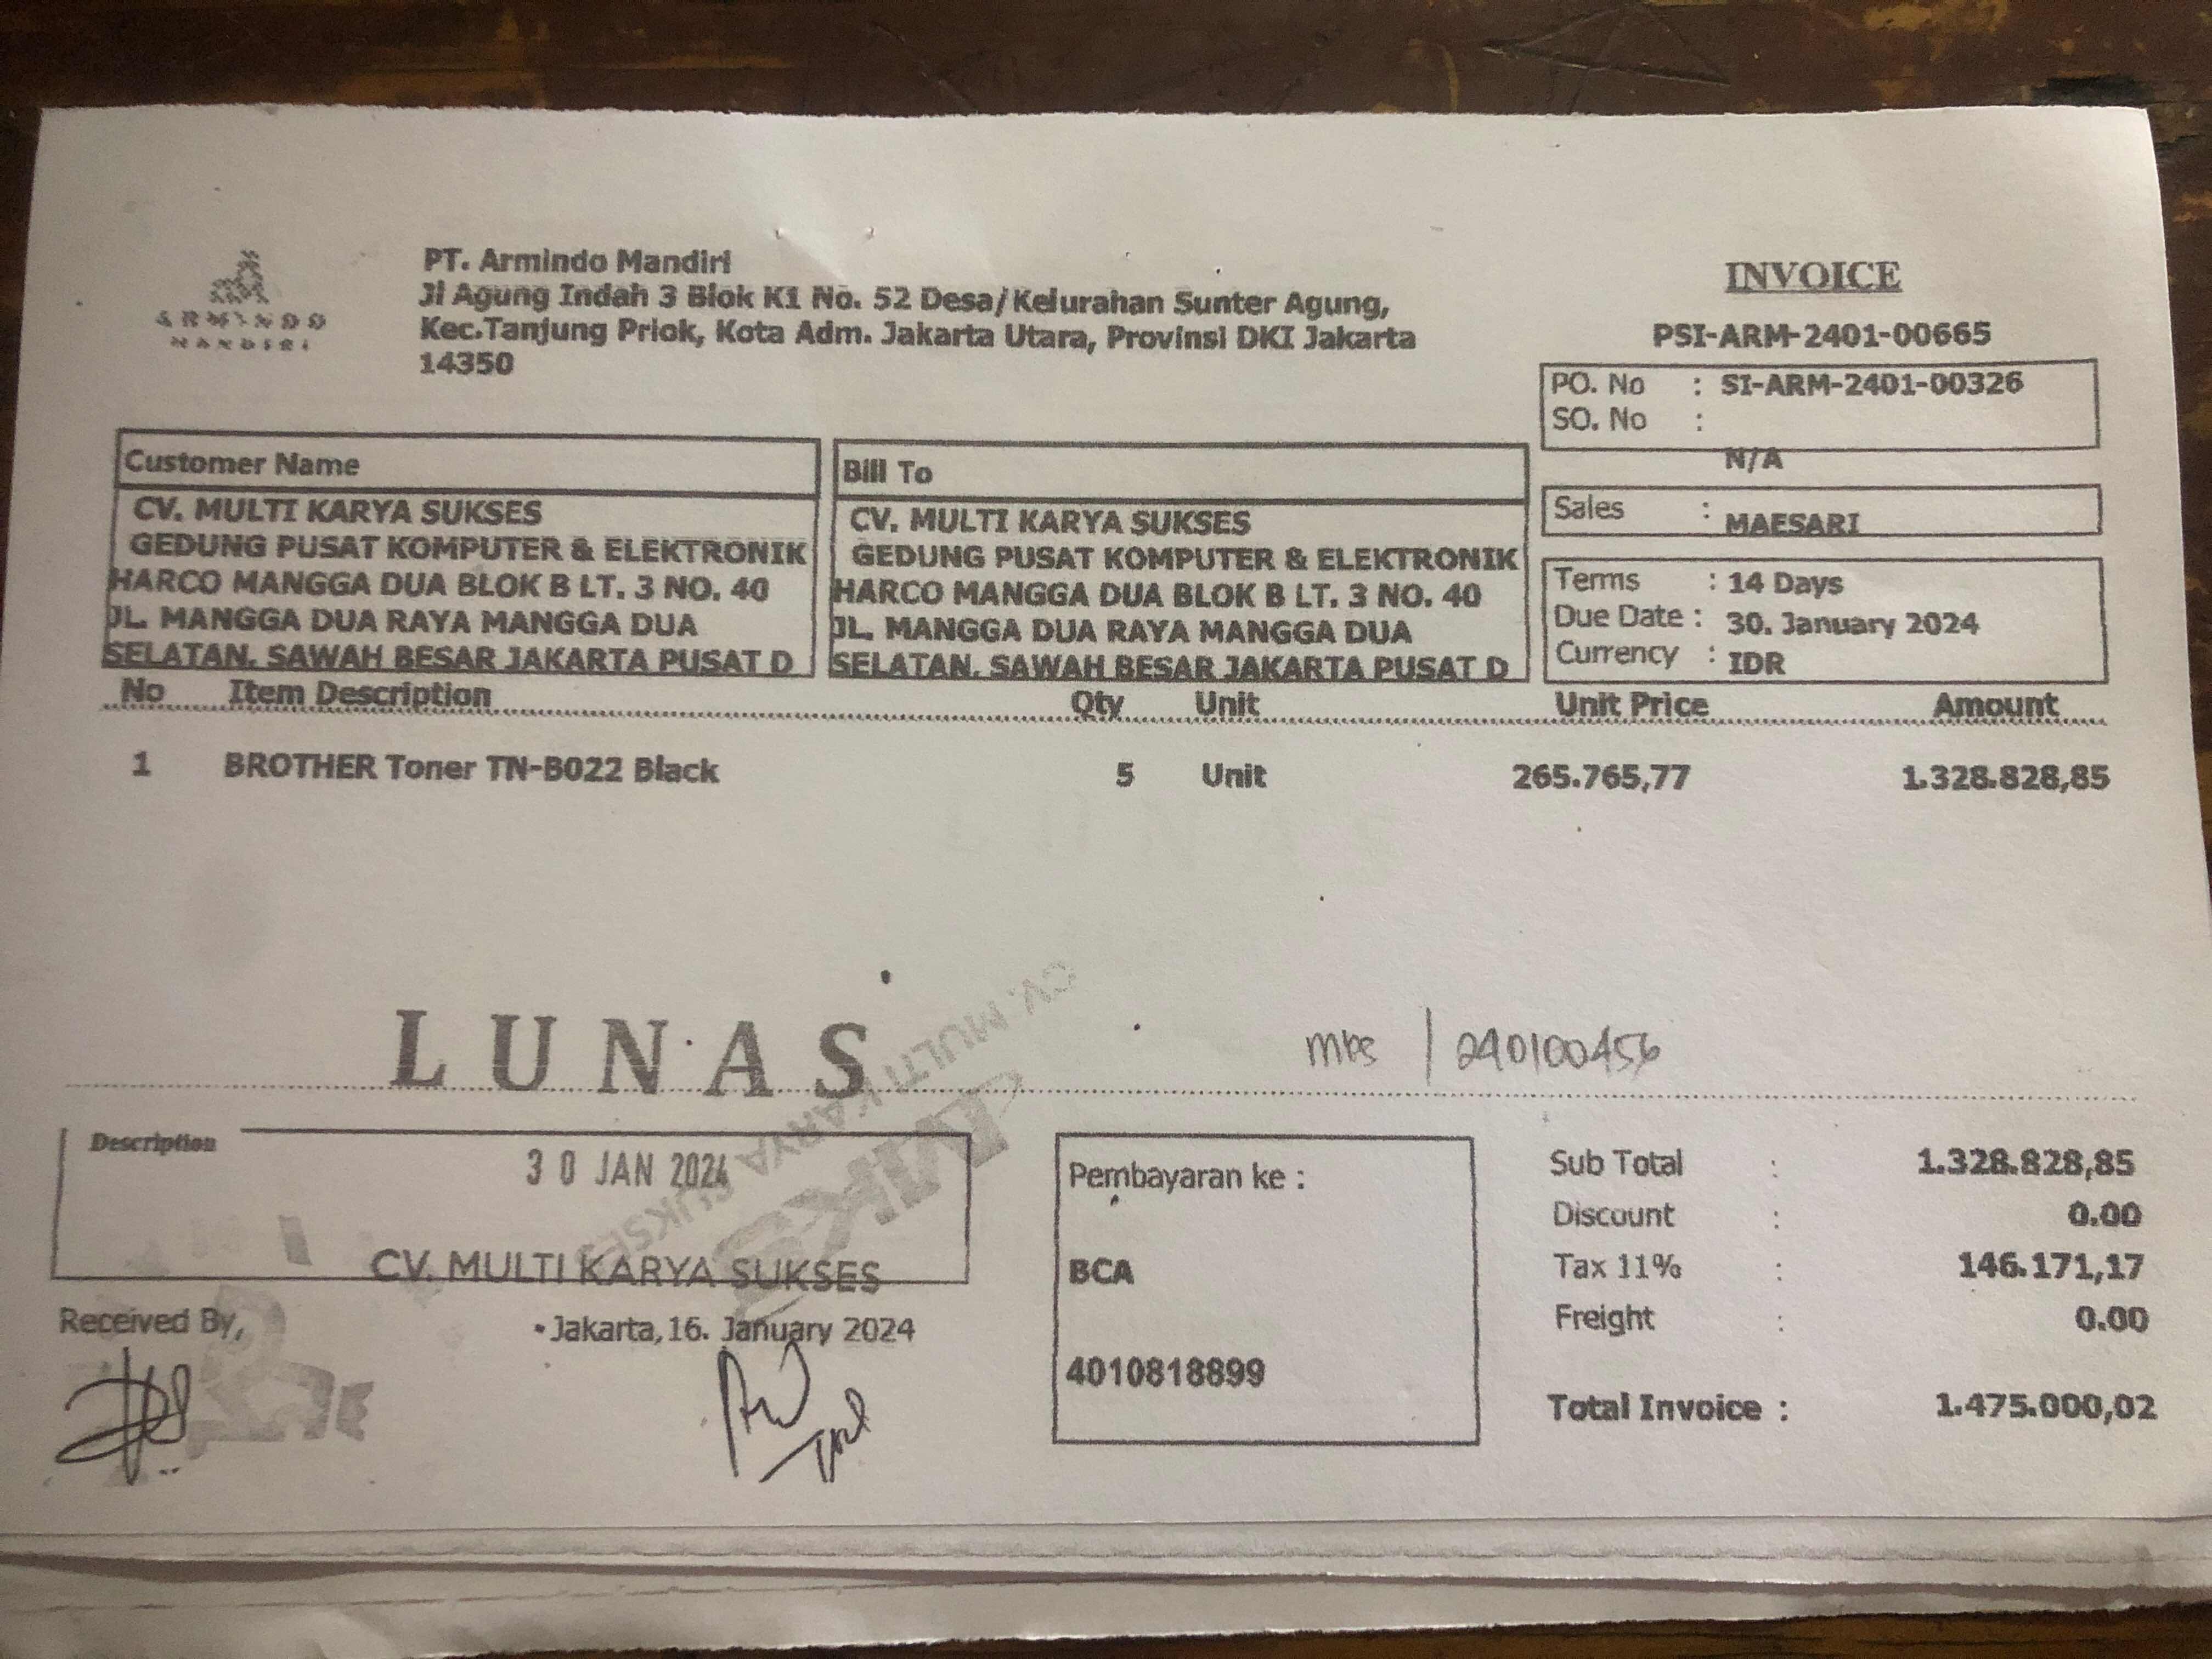 ARMINDO
MANDIRI
PT. Armindo Mandiri
Jl Agung Indah 3 Blok K1 No. 52 Desa/Kelurahan Sunter Agung,
Kec.Tanjung Priok, Kota Adm. Jakarta Utara, Provinsi DKI Jakarta
14350
INVOICE
PSI-ARM-2401-00665
PO. No : SI-ARM-2401-00326
SO. No :
N/A
Sales : MAESARI
Terms : 14 Days
Due Date : 30. January 2024
Currency : IDR
Customer Name
CV. MULTI KARYA SUKSES
GEDUNG PUSAT KOMPUTER & ELEKTRONIK
HARCO MANGGA DUA BLOK B LT. 3 NO. 40
JL. MANGGA DUA RAYA MANGGA DUA
SELATAN, SAWAH BESAR JAKARTA PUSAT D
Bill To
CV. MULTI KARYA SUKSES
GEDUNG PUSAT KOMPUTER & ELEKTRONIK
HARCO MANGGA DUA BLOK B LT. 3 NO. 40
JL. MANGGA DUA RAYA MANGGA DUA
SELATAN, SAWAH BESAR JAKARTA PUSAT D
No Item Description Qty Unit Unit Price Amount
1 BROTHER Toner TN-B022 Black 5 Unit 265.765,77 1.328.828,85
LUNAS
CV. MULTI KARYA SUKSES
MKS
| 240100456
Description
30 JAN 2024
CV. MULTI KARYA SUKSES
Received By,
Jakarta, 16. January 2024
Pembayaran ke :
BCA
4010818899
Sub Total : 1.328.828,85
Discount : 0.00
Tax 11% : 146.171,17
Freight : 0.00
Total Invoice : 1.475.000,02